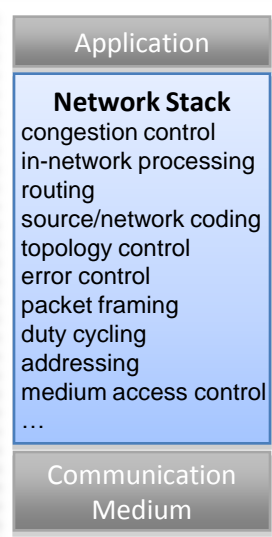 Application
Network Stack
congestion control
in-network processing
routing
source/network coding
topology control
error control
packet framing
duty cycling
addressing
medium access control
…
Communication
Medium